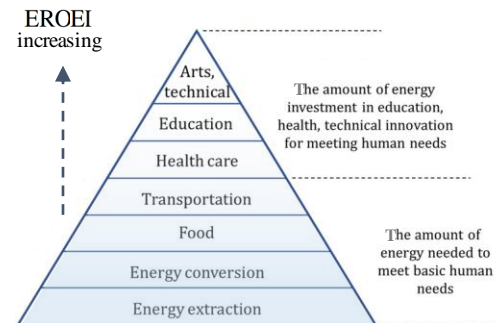 EROEI
increasing
Arts,
technical
Education
Health care
Transportation
Food
Energy conversion
Energy extraction
The amount of energy
investment in education,
health, technical innovation
for meeting human needs
The amount of
energy needed to
meet basic human
needs